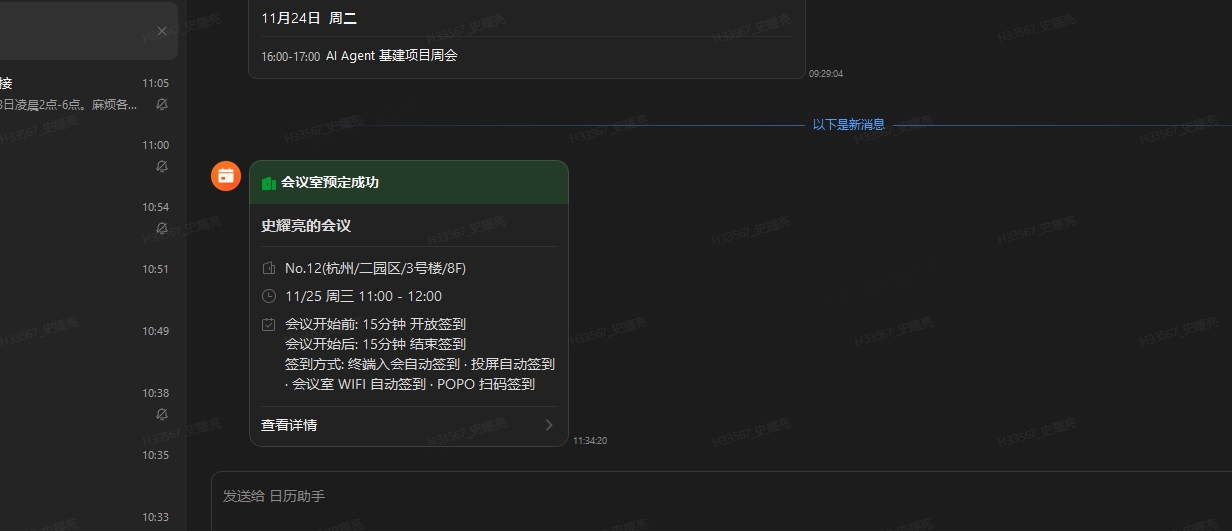 11月24日 周二
16:00-17:00 AI Agent 基建项目周会
09:29:04
以下是新消息
会议室预定成功
史耀亮的会议
No.12(杭州/二园区/3号楼/8F)
11/25 周三 11:00 - 12:00
会议开始前: 15分钟 开放签到
会议开始后: 15分钟 结束签到
签到方式: 终端入会自动签到 · 投屏自动签到
· 会议室 WIFI 自动签到 · POPO 扫码签到
查看详情
11:34:20
发送给 日历助手
接
11:05
日凌晨2点-6点。麻烦各...
11:00
10:54
10:51
10:49
10:38
10:35
10:33
H33567_史耀亮